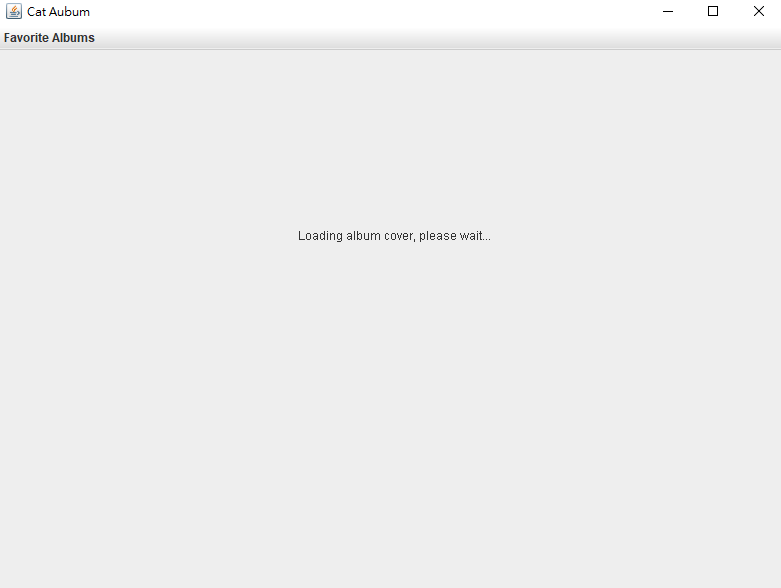 Cat Aubum
Favorite Albums
Loading album cover, please wait...